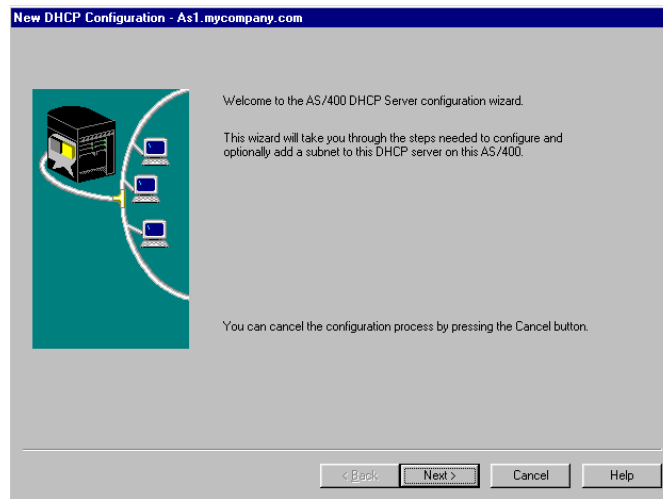 New DHCP Configuration - As1.mycompany.com
Welcome to the AS/400 DHCP Server configuration wizard.
This wizard will take you through the steps needed to configure and
optionally add a subnet to this DHCP server on this AS/400.
You can cancel the configuration process by pressing the Cancel button.
< Back Next > Cancel Help